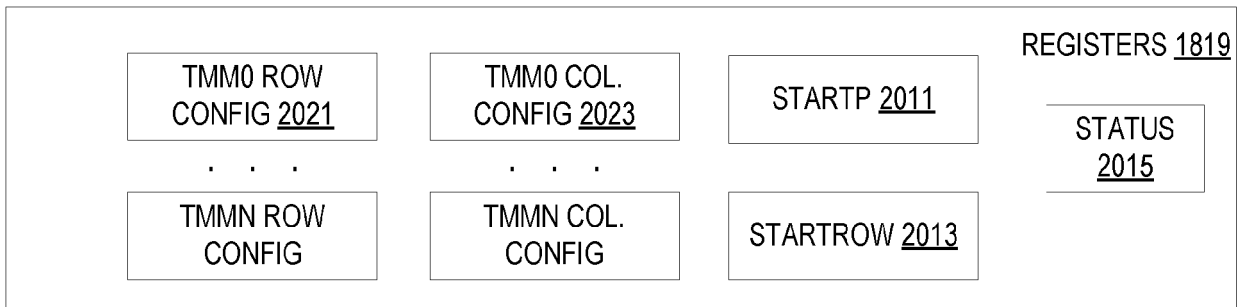 REGISTERS 1819
TMM0 ROW
CONFIG 2021
TMM0 COL.
CONFIG 2023
STARTP 2011
STATUS
2015
. . .
. . .
TMMN ROW
CONFIG
TMMN COL.
CONFIG
STARTROW 2013